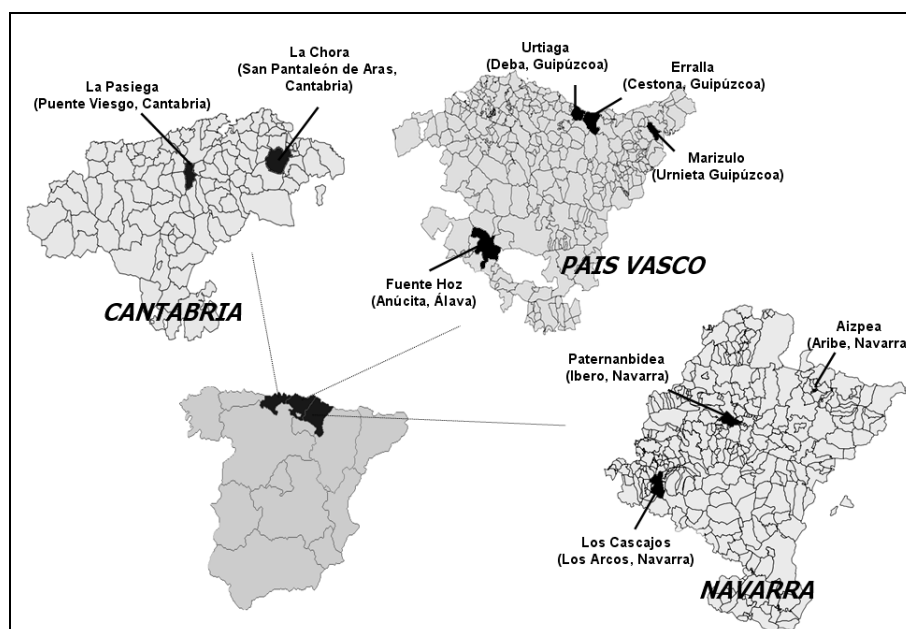 La Chora
(San Pantaleón de Aras,
Cantabria)
La Pasiega
(Puente Viesgo, Cantabria)
CANTABRIA
Urtiaga
(Deba, Guipúzcoa)
Erralla
(Cestona, Guipúzcoa)
Marizulo
(Urnieta Guipúzcoa)
Fuente Hoz
(Anúcita, Álava)
PAIS VASCO
Aizpea
(Aribe, Navarra)
Paternanbidea
(Ibero, Navarra)
Los Cascajos
(Los Arcos, Navarra)
NAVARRA